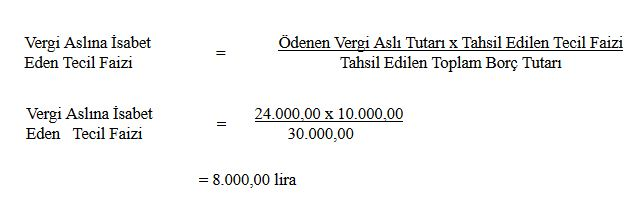 Vergi Aslına İsabet
Eden Tecil Faizi
=
Ödenen Vergi Aslı Tutarı x Tahsil Edilen Tecil Faizi
Tahsil Edilen Toplam Borç Tutarı
Vergi Aslına İsabet
Eden Tecil Faizi
=
24.000,00 x 10.000,00
30.000,00
= 8.000,00 lira